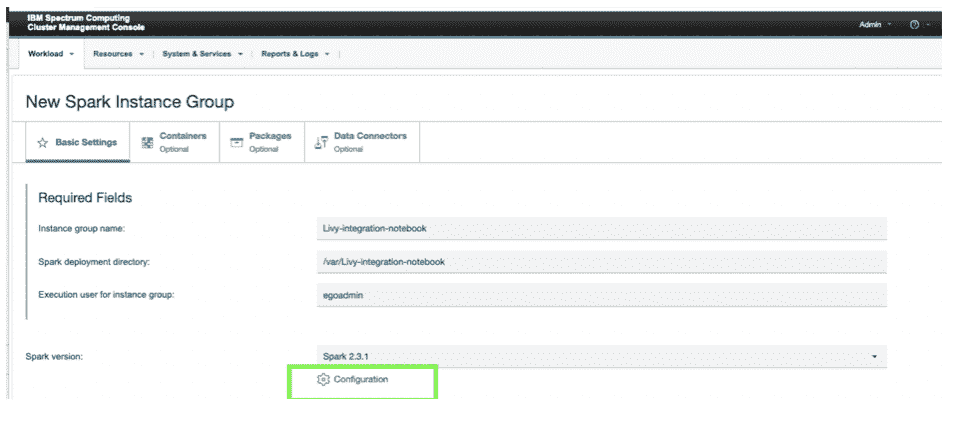 IBM Spectrum Computing
Cluster Management Console
Admin
Workload Resources System & Services Reports & Logs
New Spark Instance Group
Basic Settings
Containers
Optional
Packages
Optional
Data Connectors
Optional
Required Fields
Instance group name: Livy-integration-notebook
Spark deployment directory: /var/Livy-integration-notebook
Execution user for instance group: egoadmin
Spark version: Spark 2.3.1
Configuration